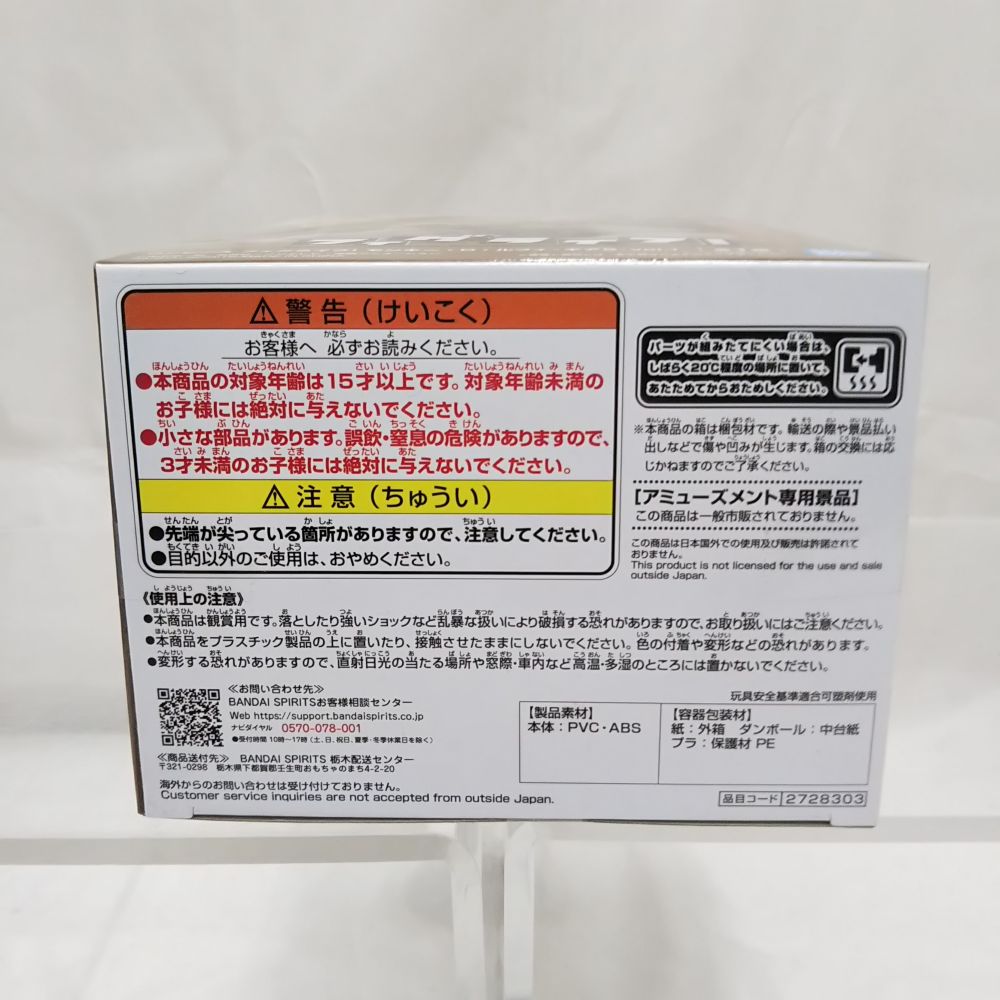 ⚠警告(けいこく)
お客様へ 必ずお読みください。
●本商品の対象年齢は15才以上です。対象年齢未満の
お子様には絶対に与えないでください。
●小さな部品があります。誤飲・窒息の危険がありますので、
3才未満のお子様には絶対に与えないでください。
⚠注意(ちゅうい)
●先端が尖っている箇所がありますので、注意してください。
●目的以外のご使用は、おやめください。
パーツが組みたてにくい場合は、
しばらく20℃程度の場所に置いて、
あたためてからおためしください。
※本商品の箱は梱包材です。輸送の際や景品払い
出しなどで傷や凹みが生じます。箱の交換には応
じかねますのでご了承ください。
【アミューズメント専用景品】
この商品は一般市販されておりません。
この商品は日本国外での使用及び販売は許諾されて
おりません。
This product is not licensed for the use and sale
outside Japan.
《使用上の注意》
●本商品は観賞用です。落としたり強いショックなど乱暴な扱いにより破損する恐れがありますので、お取り扱いにはご注意ください。
●本商品をプラスチック製品の上に置いたり、接触させたままにしないでください。色の付着や変形などの恐れがあります。
●変形する恐れがありますので、直射日光の当たる場所や窓際・車内など高温・多湿のところには置かないでください。
≪お問い合わせ先≫
BANDAI SPIRITSお客様相談センター
Web https://support.bandaispirits.co.jp
ナビダイヤル 0570-078-001
●受付時間 10時~17時(土、日、祝日、夏季・冬季休業日を除く)
≪商品送付先≫ BANDAI SPIRITS 栃木配送センター
〒321-0298 栃木県下都賀郡壬生町おもちゃのまち4-2-20
海外からのお問い合わせは受け付けておりません。
Customer service inquiries are not accepted from outside Japan.
玩具安全基準適合可塑剤使用
【製品素材】
本体:PVC・ABS
【容器包装材】
紙:外箱 ダンボール:中台紙
プラ:保護材 PE
品目コード 2728303